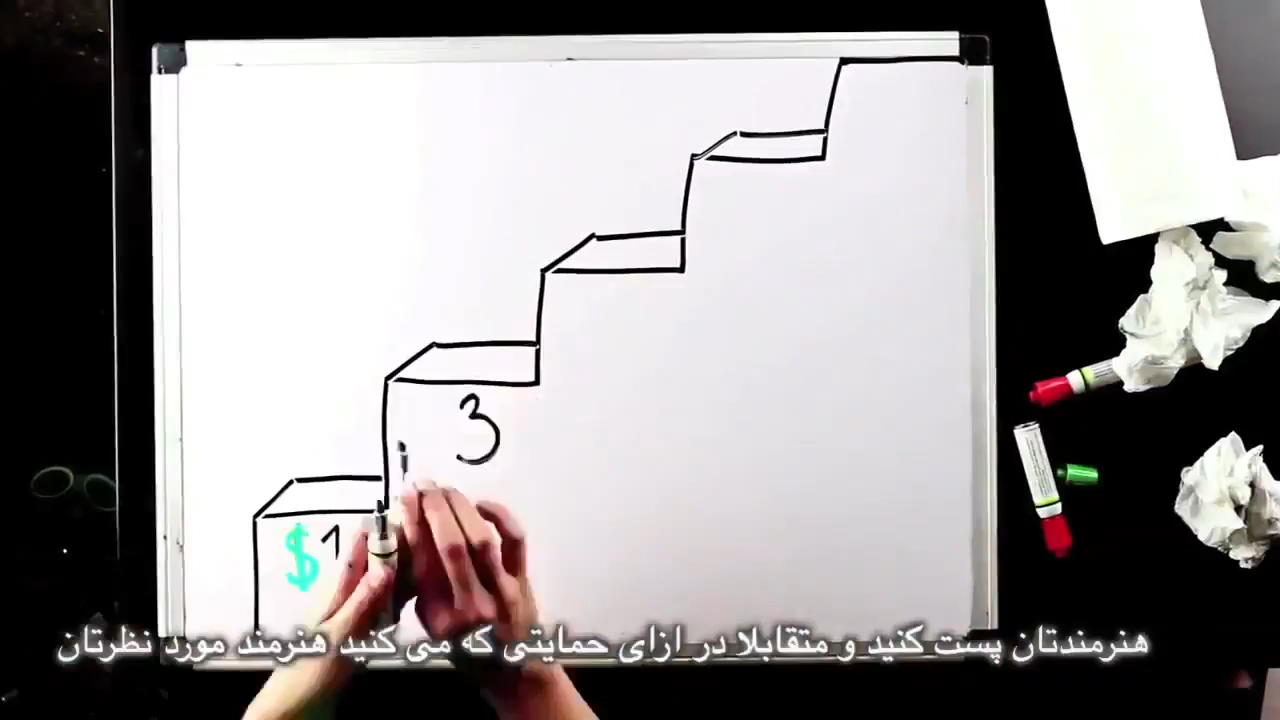 3
$1
هنرمندتان پست کنید و متقابلا در ازای حمایتی که می کنید هنرمند مورد نظرتان